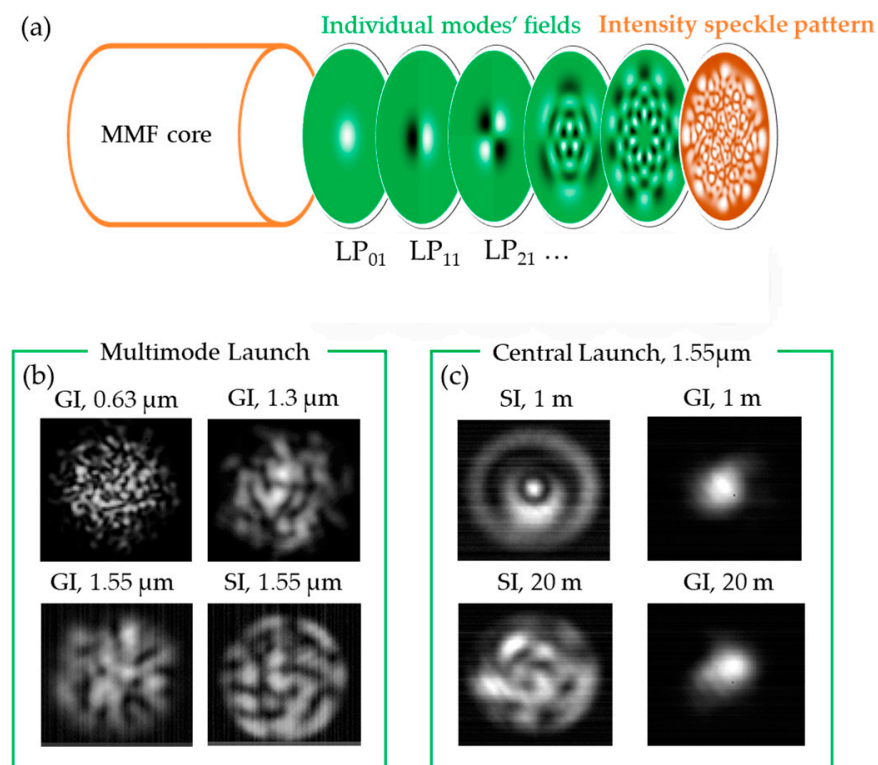 (a)
Individual modes’ fields
Intensity speckle pattern
MMF core
LP₀₁
LP₁₁
LP₂₁ ...
Multimode Launch
(b)
GI, 0.63 µm
GI, 1.3 µm
GI, 1.55 µm
SI, 1.55 µm
Central Launch, 1.55µm
(c)
SI, 1 m
GI, 1 m
SI, 20 m
GI, 20 m